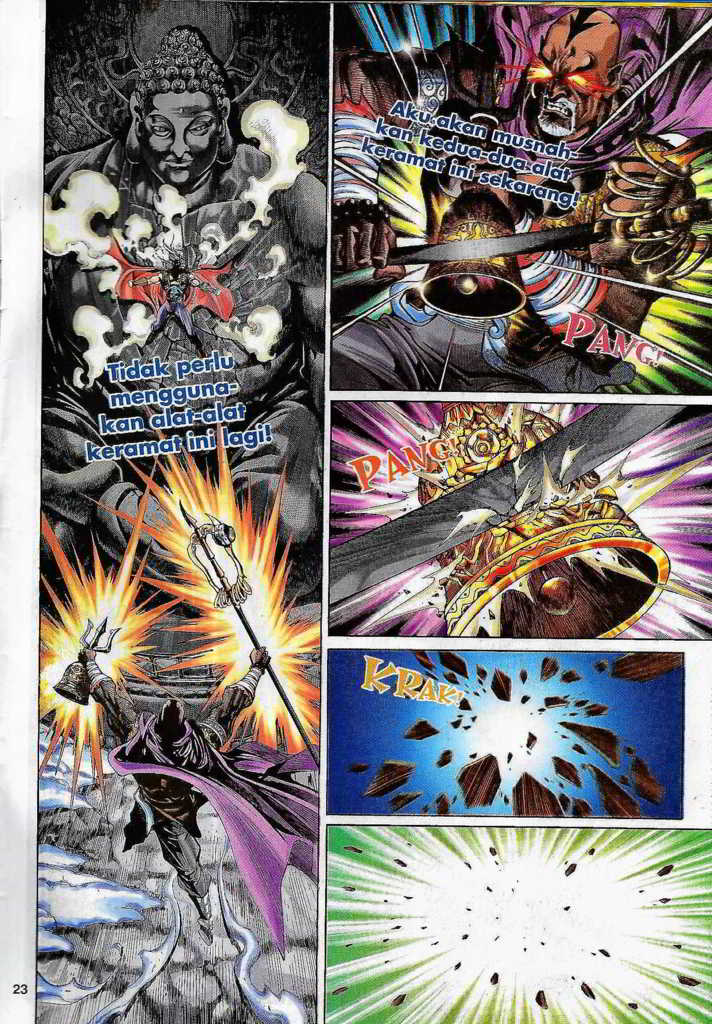 Tidak perlu
mengguna-
kan alat-alat
keramat ini lagi!
Aku akan musnah-
kan kedua-dua alat
keramat ini sekarang!
PANG!
PANG!
KRAK!
23